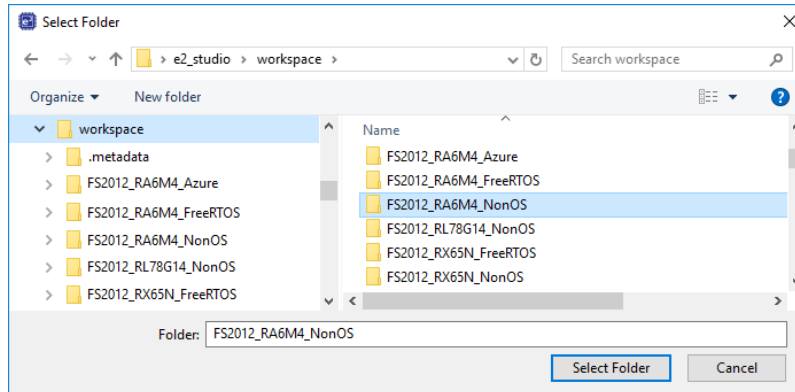 Select Folder
e2_studio > workspace >
Search workspace
Organize
New folder
workspace
.metadata
FS2012_RA6M4_Azure
FS2012_RA6M4_FreeRTOS
FS2012_RA6M4_NonOS
FS2012_RL78G14_NonOS
FS2012_RX65N_FreeRTOS
Name
FS2012_RA6M4_Azure
FS2012_RA6M4_FreeRTOS
FS2012_RA6M4_NonOS
FS2012_RL78G14_NonOS
FS2012_RX65N_FreeRTOS
FS2012_RX65N_NonOS
Folder: FS2012_RA6M4_NonOS
Select Folder
Cancel